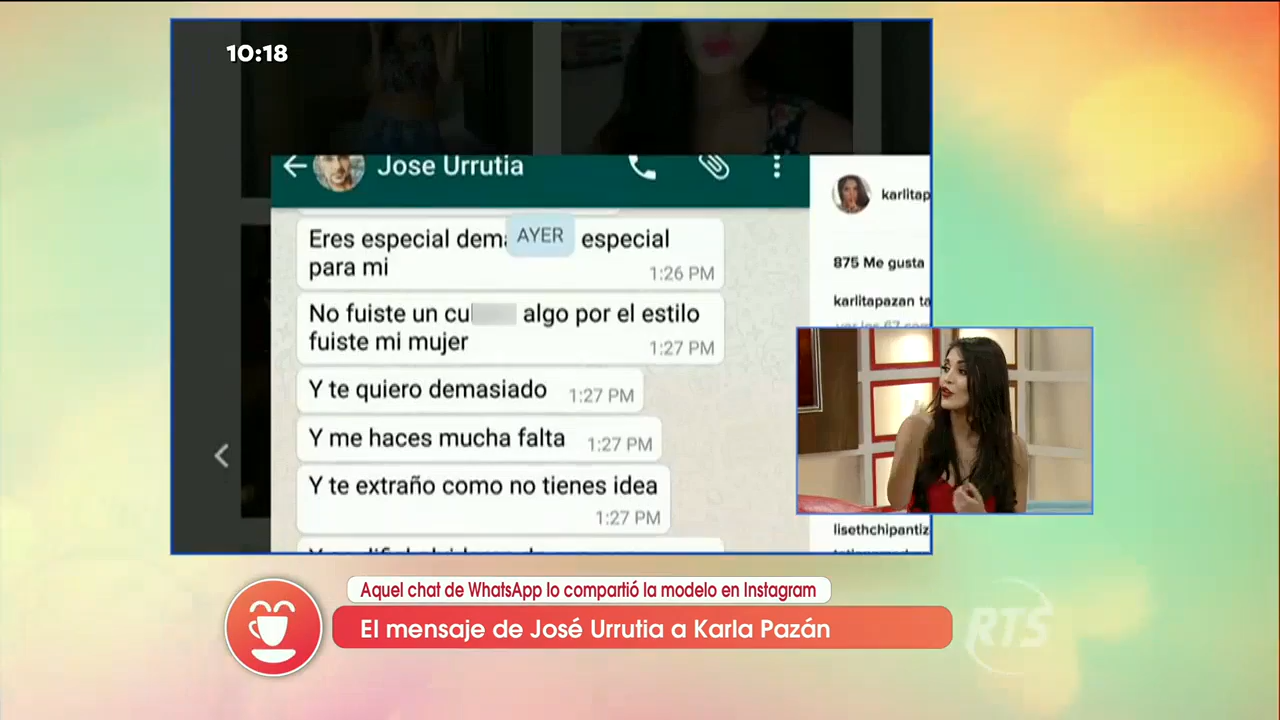 10:18
Jose Urrutia
karlitap
AYER
Eres especial dema especial
para mi
1:26 PM
875 Me gusta
No fuiste un cu algo por el estilo
fuiste mi mujer
1:27 PM
karlitapazan ta
Y te quiero demasiado 1:27 PM
Y me haces mucha falta 1:27 PM
Y te extraño como no tienes idea
1:27 PM
lisethchipantiz
Aquel chat de WhatsApp lo compartió la modelo en Instagram
El mensaje de José Urrutia a Karla Pazán
RTS